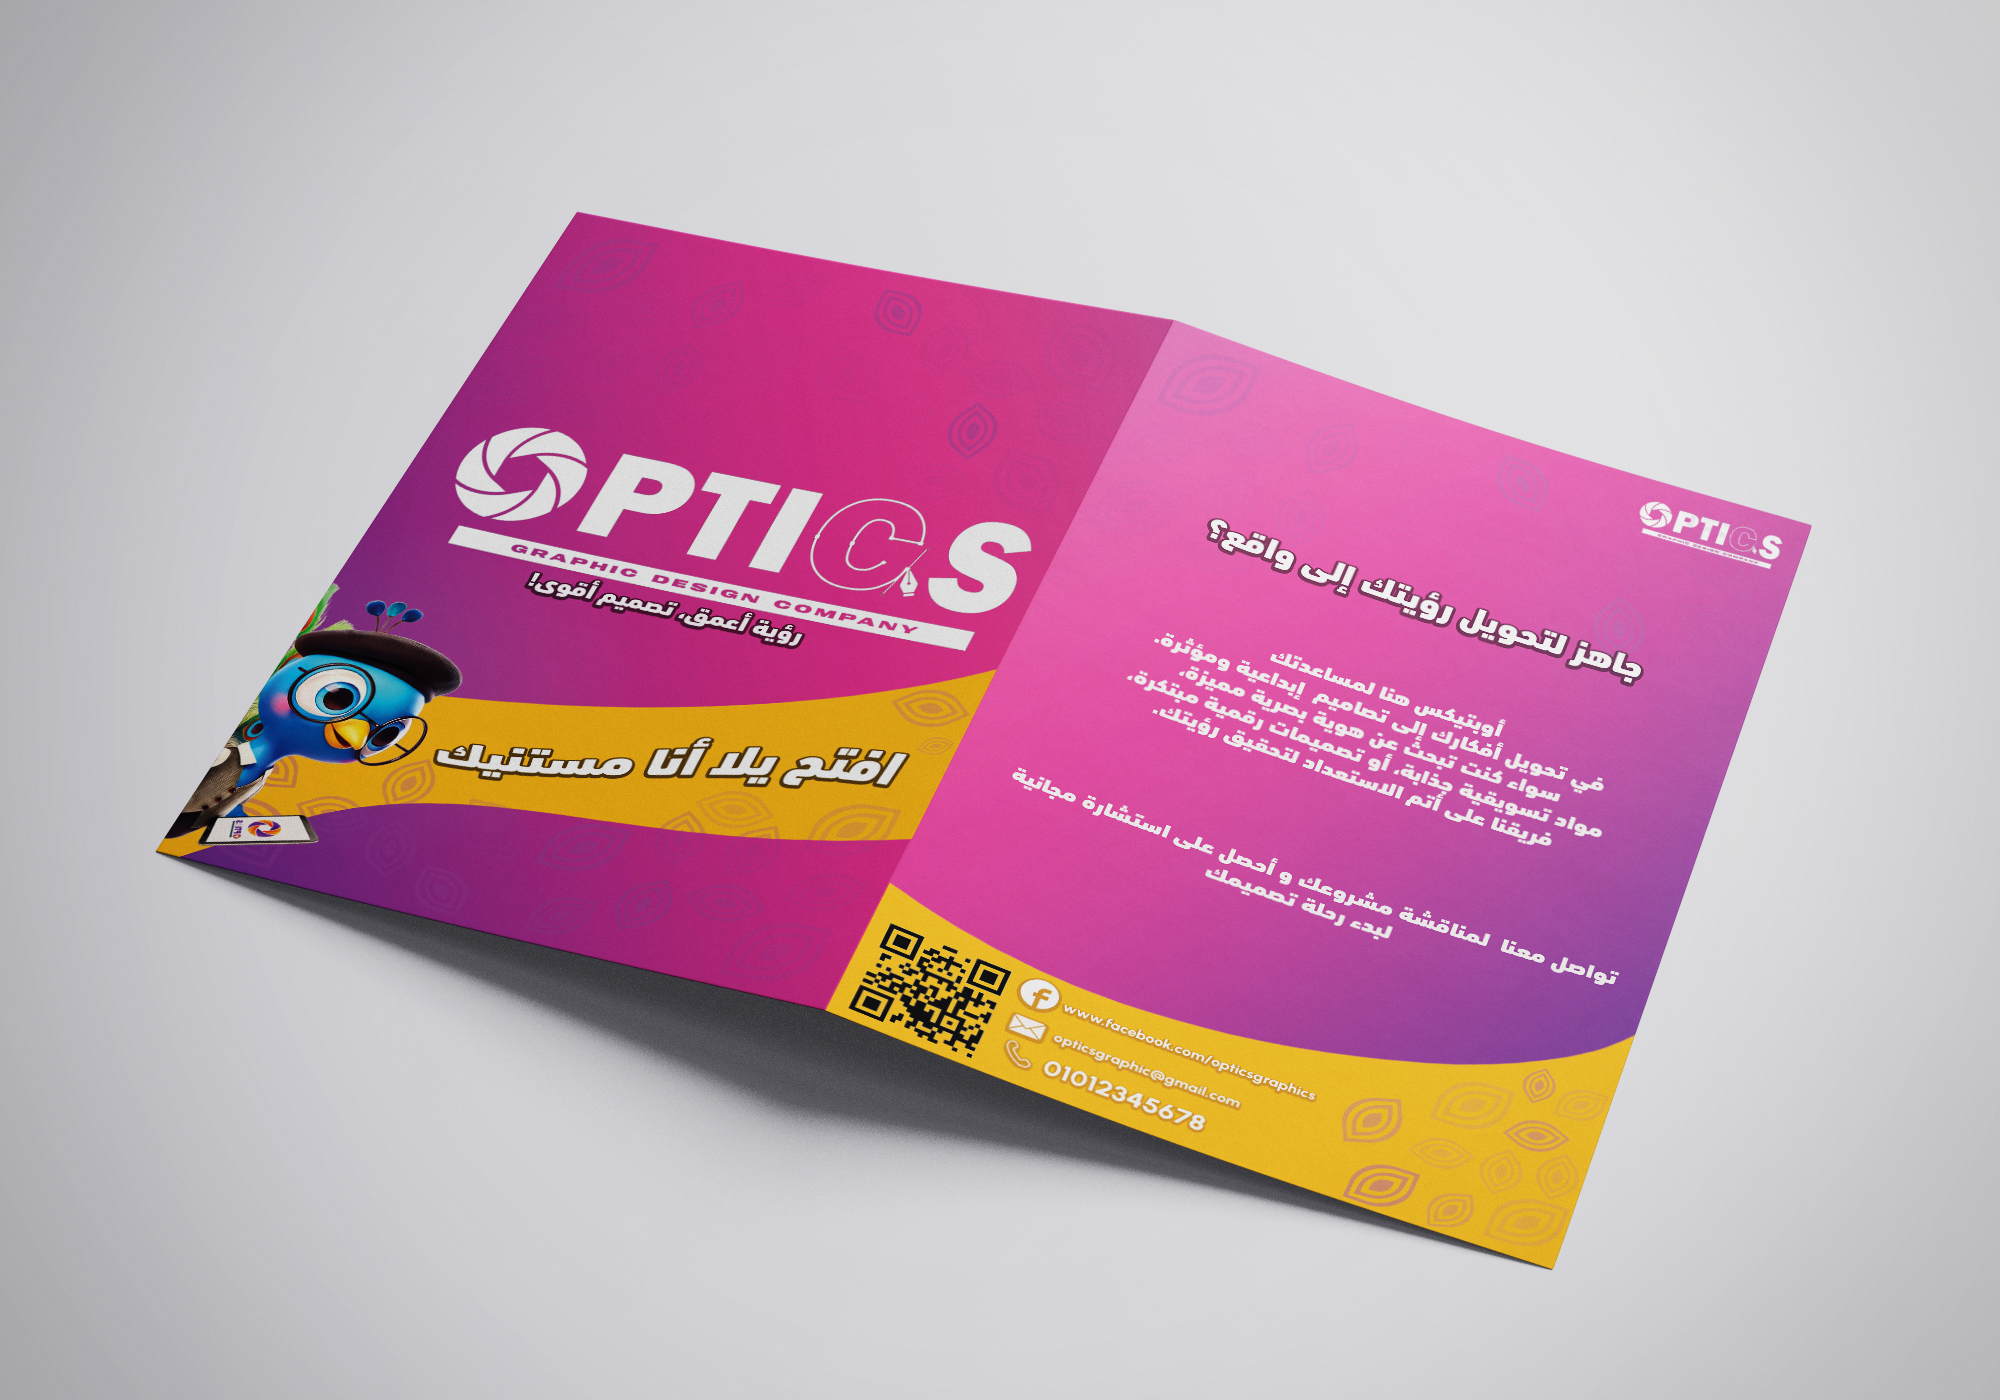 OPTICS
GRAPHIC DESIGN COMPANY
رؤية أعمق، تصميم أقوى!
افتح يلا أنا مستنيك
OPTICS
GRAPHIC DESIGN COMPANY
جاهز لتحويل رؤيتك إلى واقع؟
أوبتيكس هنا لمساعدتك
في تحويل أفكارك إلى تصاميم إبداعية ومؤثرة.
سواء كنت تبحث عن هوية بصرية مميزة،
مواد تسويقية جذابة، أو تصميمات رقمية مبتكرة،
فريقنا على أتم الاستعداد لتحقيق رؤيتك.
تواصل معنا لمناقشة مشروعك و أحصل على استشارة مجانية
لبدء رحلة تصميمك
www.facebook.com/opticsgraphics
opticsgraphic@gmail.com
01012345678